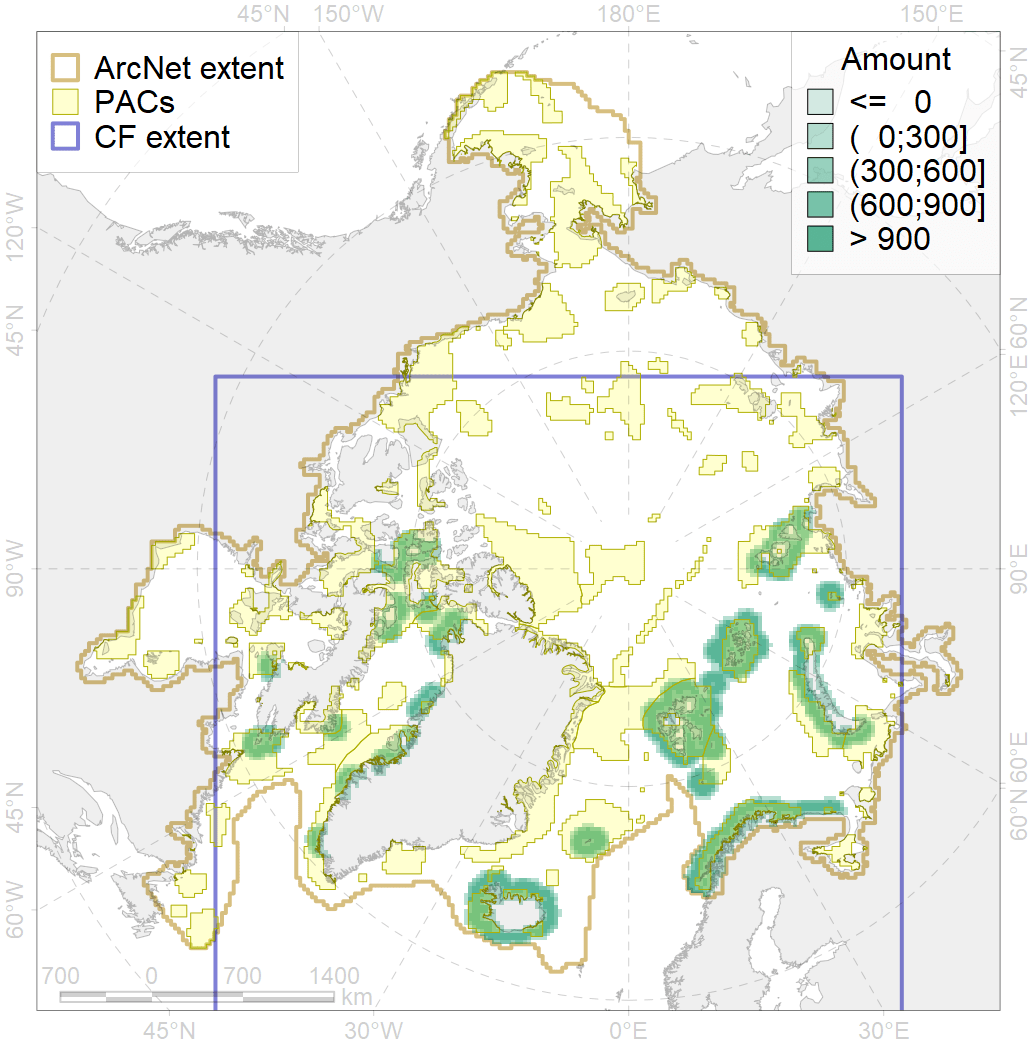 45°N 150°W 180°E 150°E
ArcNet extent
PACs
CF extent
Amount
<= 0
( 0;300]
(300;600]
(600;900]
> 900
45°N
120°W
60°N
45°N
120°E
90°W
90°E
60°E
45°N
60°N
60°W
700 0 700 1400
km
45°N 30°W 0°E 30°E